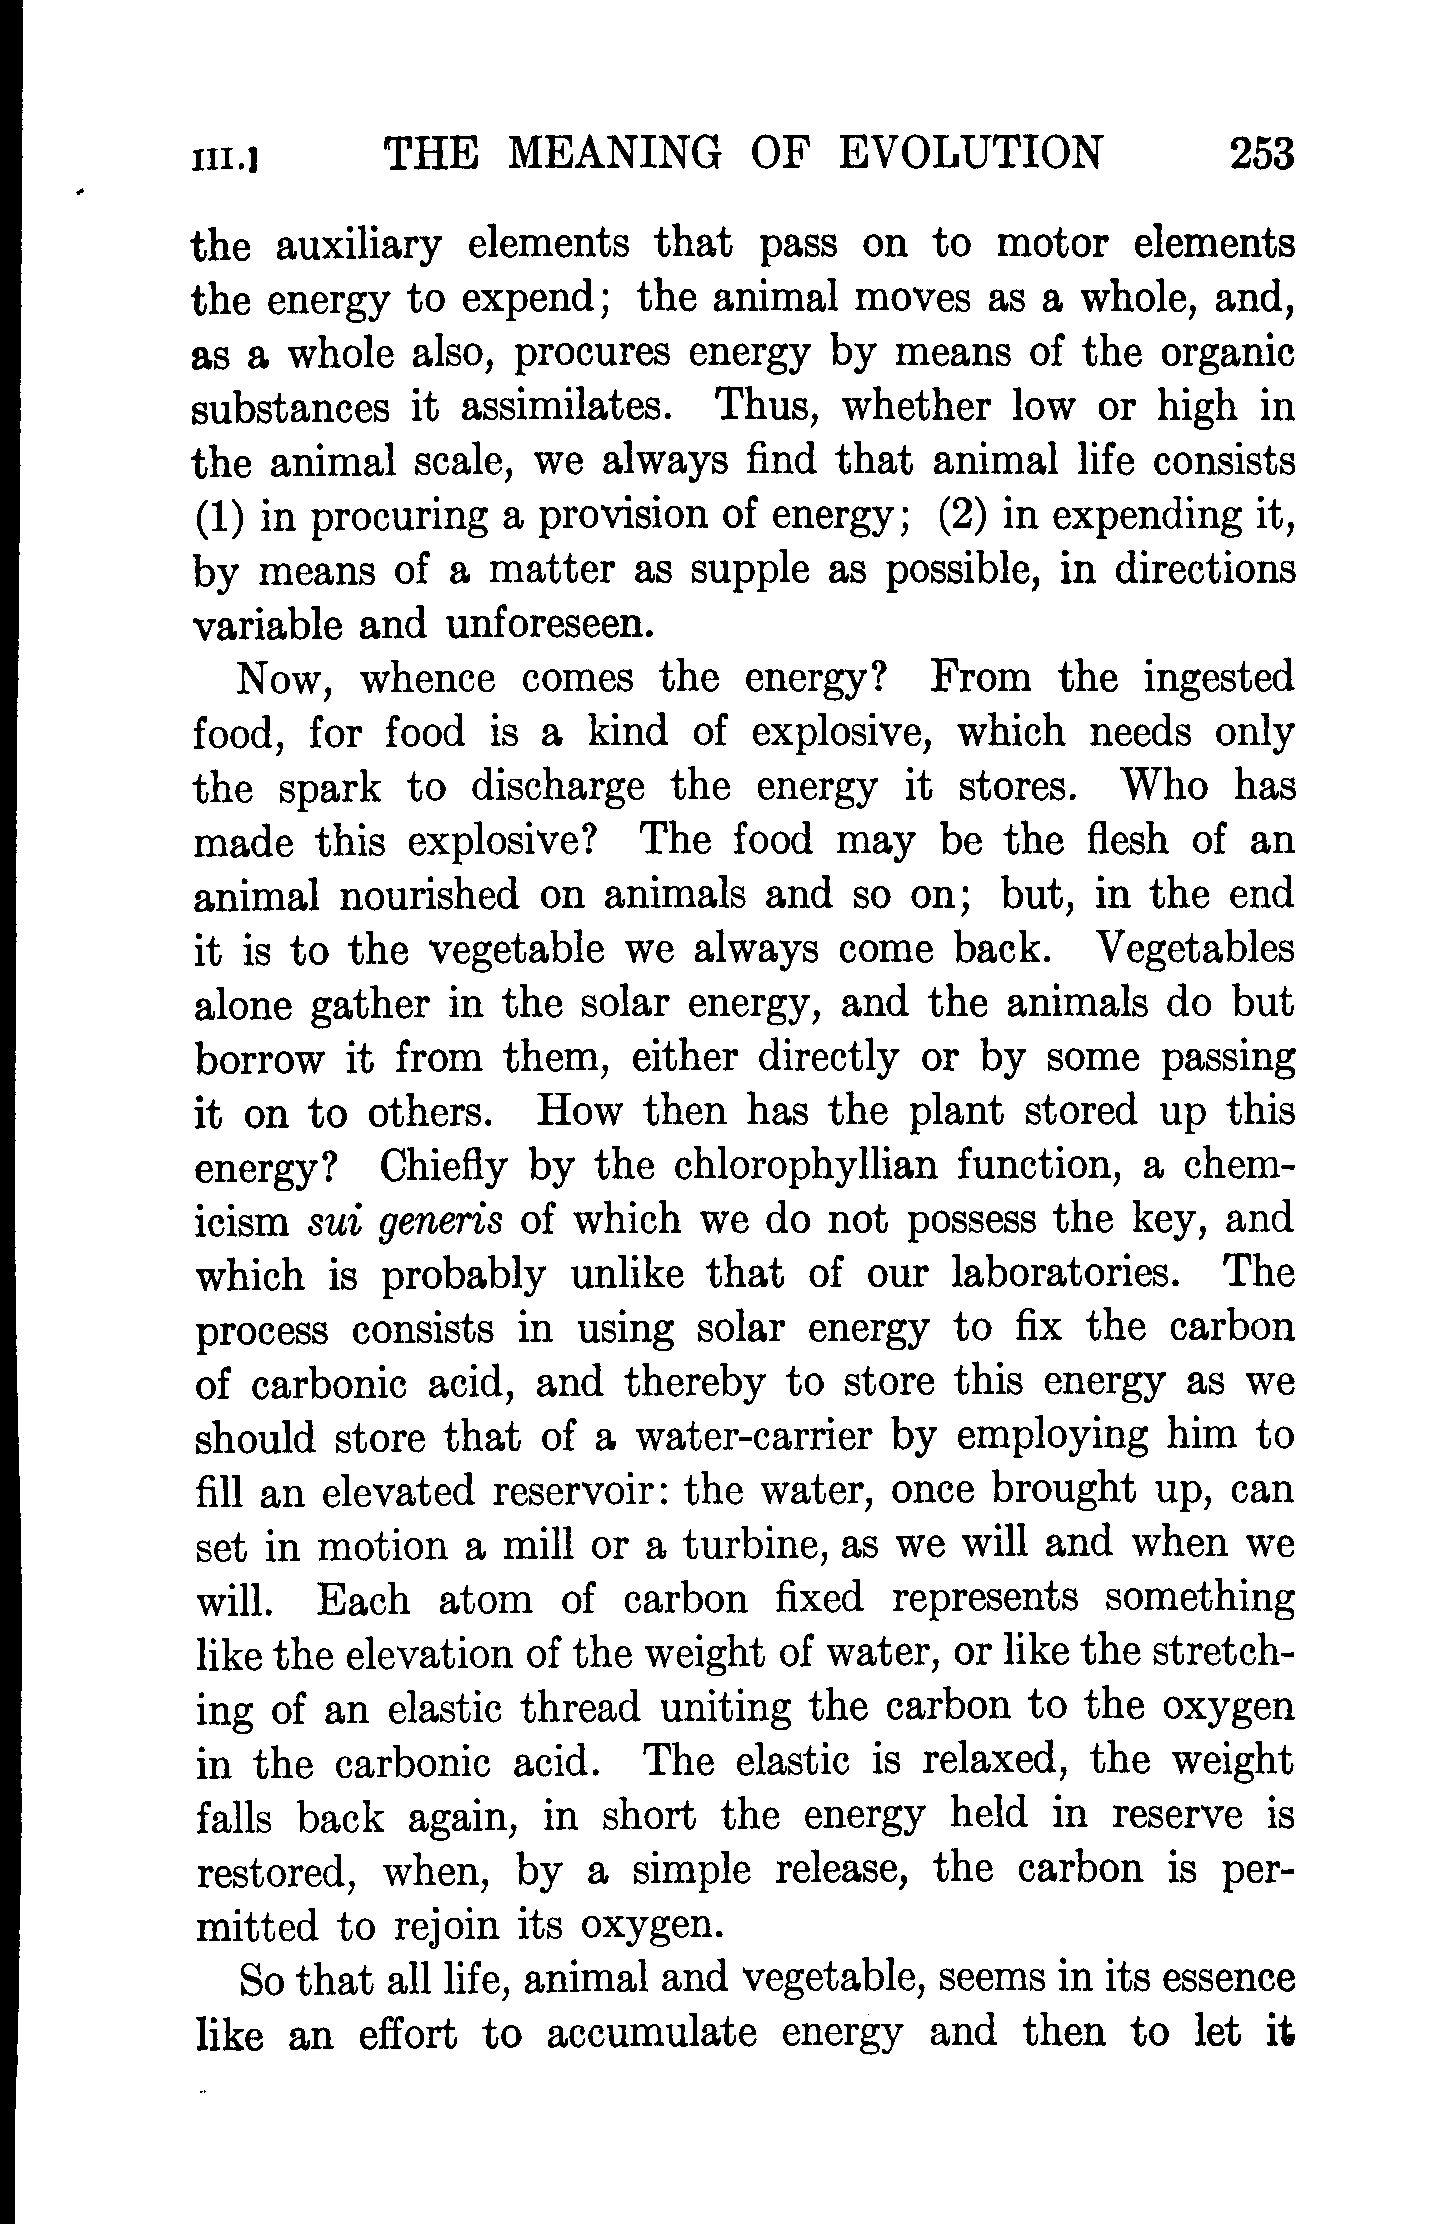 III.] THE MEANING OF EVOLUTION 253
the auxiliary elements that pass on to motor elements
the energy to expend; the animal moves as a whole, and,
as a whole also, procures energy by means of the organic
substances it assimilates. Thus, whether low or high in
the animal scale, we always find that animal life consists
(1) in procuring a provision of energy; (2) in expending it,
by means of a matter as supple as possible, in directions
variable and unforeseen.
Now, whence comes the energy? From the ingested
food, for food is a kind of explosive, which needs only
the spark to discharge the energy it stores. Who has
made this explosive? The food may be the flesh of an
animal nourished on animals and so on; but, in the end
it is to the vegetable we always come back. Vegetables
alone gather in the solar energy, and the animals do but
borrow it from them, either directly or by some passing
it on to others. How then has the plant stored up this
energy? Chiefly by the chlorophyllian function, a chem-
icism sui generis of which we do not possess the key, and
which is probably unlike that of our laboratories. The
process consists in using solar energy to fix the carbon
of carbonic acid, and thereby to store this energy as we
should store that of a water-carrier by employing him to
fill an elevated reservoir: the water, once brought up, can
set in motion a mill or a turbine, as we will and when we
will. Each atom of carbon fixed represents something
like the elevation of the weight of water, or like the stretch-
ing of an elastic thread uniting the carbon to the oxygen
in the carbonic acid. The elastic is relaxed, the weight
falls back again, in short the energy held in reserve is
restored, when, by a simple release, the carbon is per-
mitted to rejoin its oxygen.
So that all life, animal and vegetable, seems in its essence
like an effort to accumulate energy and then to let it